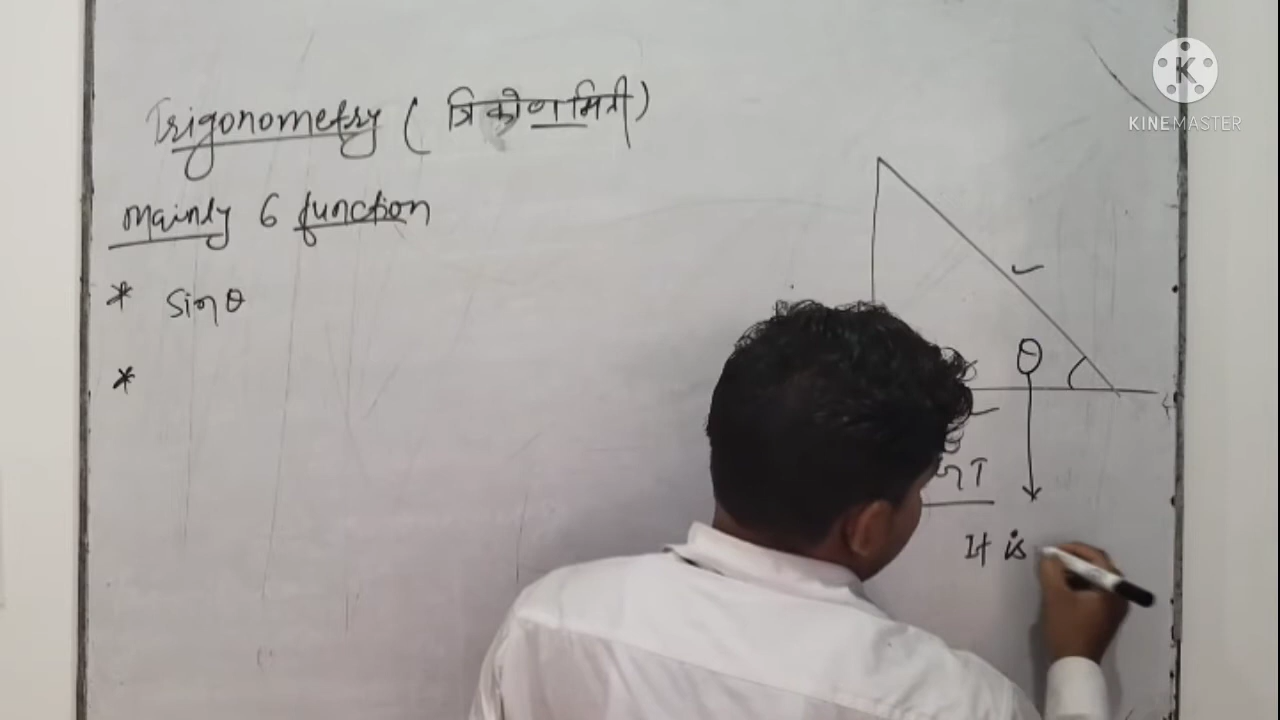 Trigonometry ( त्रिकोणमिती )
Mainly 6 function
* Sinθ
*
θ
It is
K
KINEMASTER